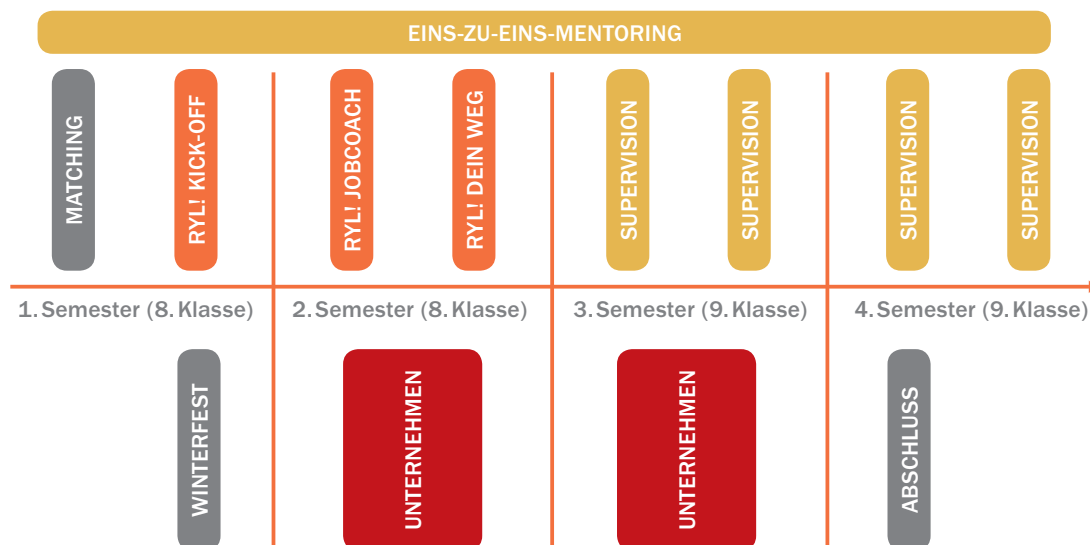 EINS-ZU-EINS-MENTORING
MATCHING
RYL! KICK-OFF
RYL! JOBCOACH
RYL! DEIN WEG
SUPERVISION
SUPERVISION
SUPERVISION
SUPERVISION
1. Semester (8. Klasse)
2. Semester (8. Klasse)
3. Semester (9. Klasse)
4. Semester (9. Klasse)
WINTERFEST
UNTERNEHMEN
UNTERNEHMEN
ABSCHLUSS